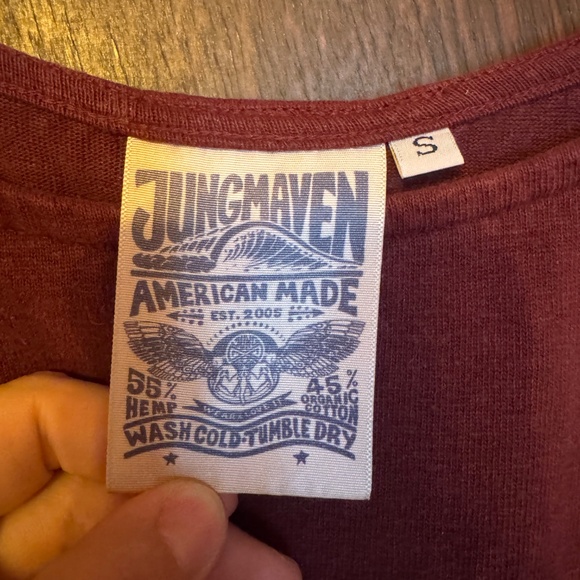 JUNGMAVEN
S
AMERICAN MADE
EST. 2005
55% 45%
HEMP ORGANIC COTTON
WASH COLD·TUMBLE DRY